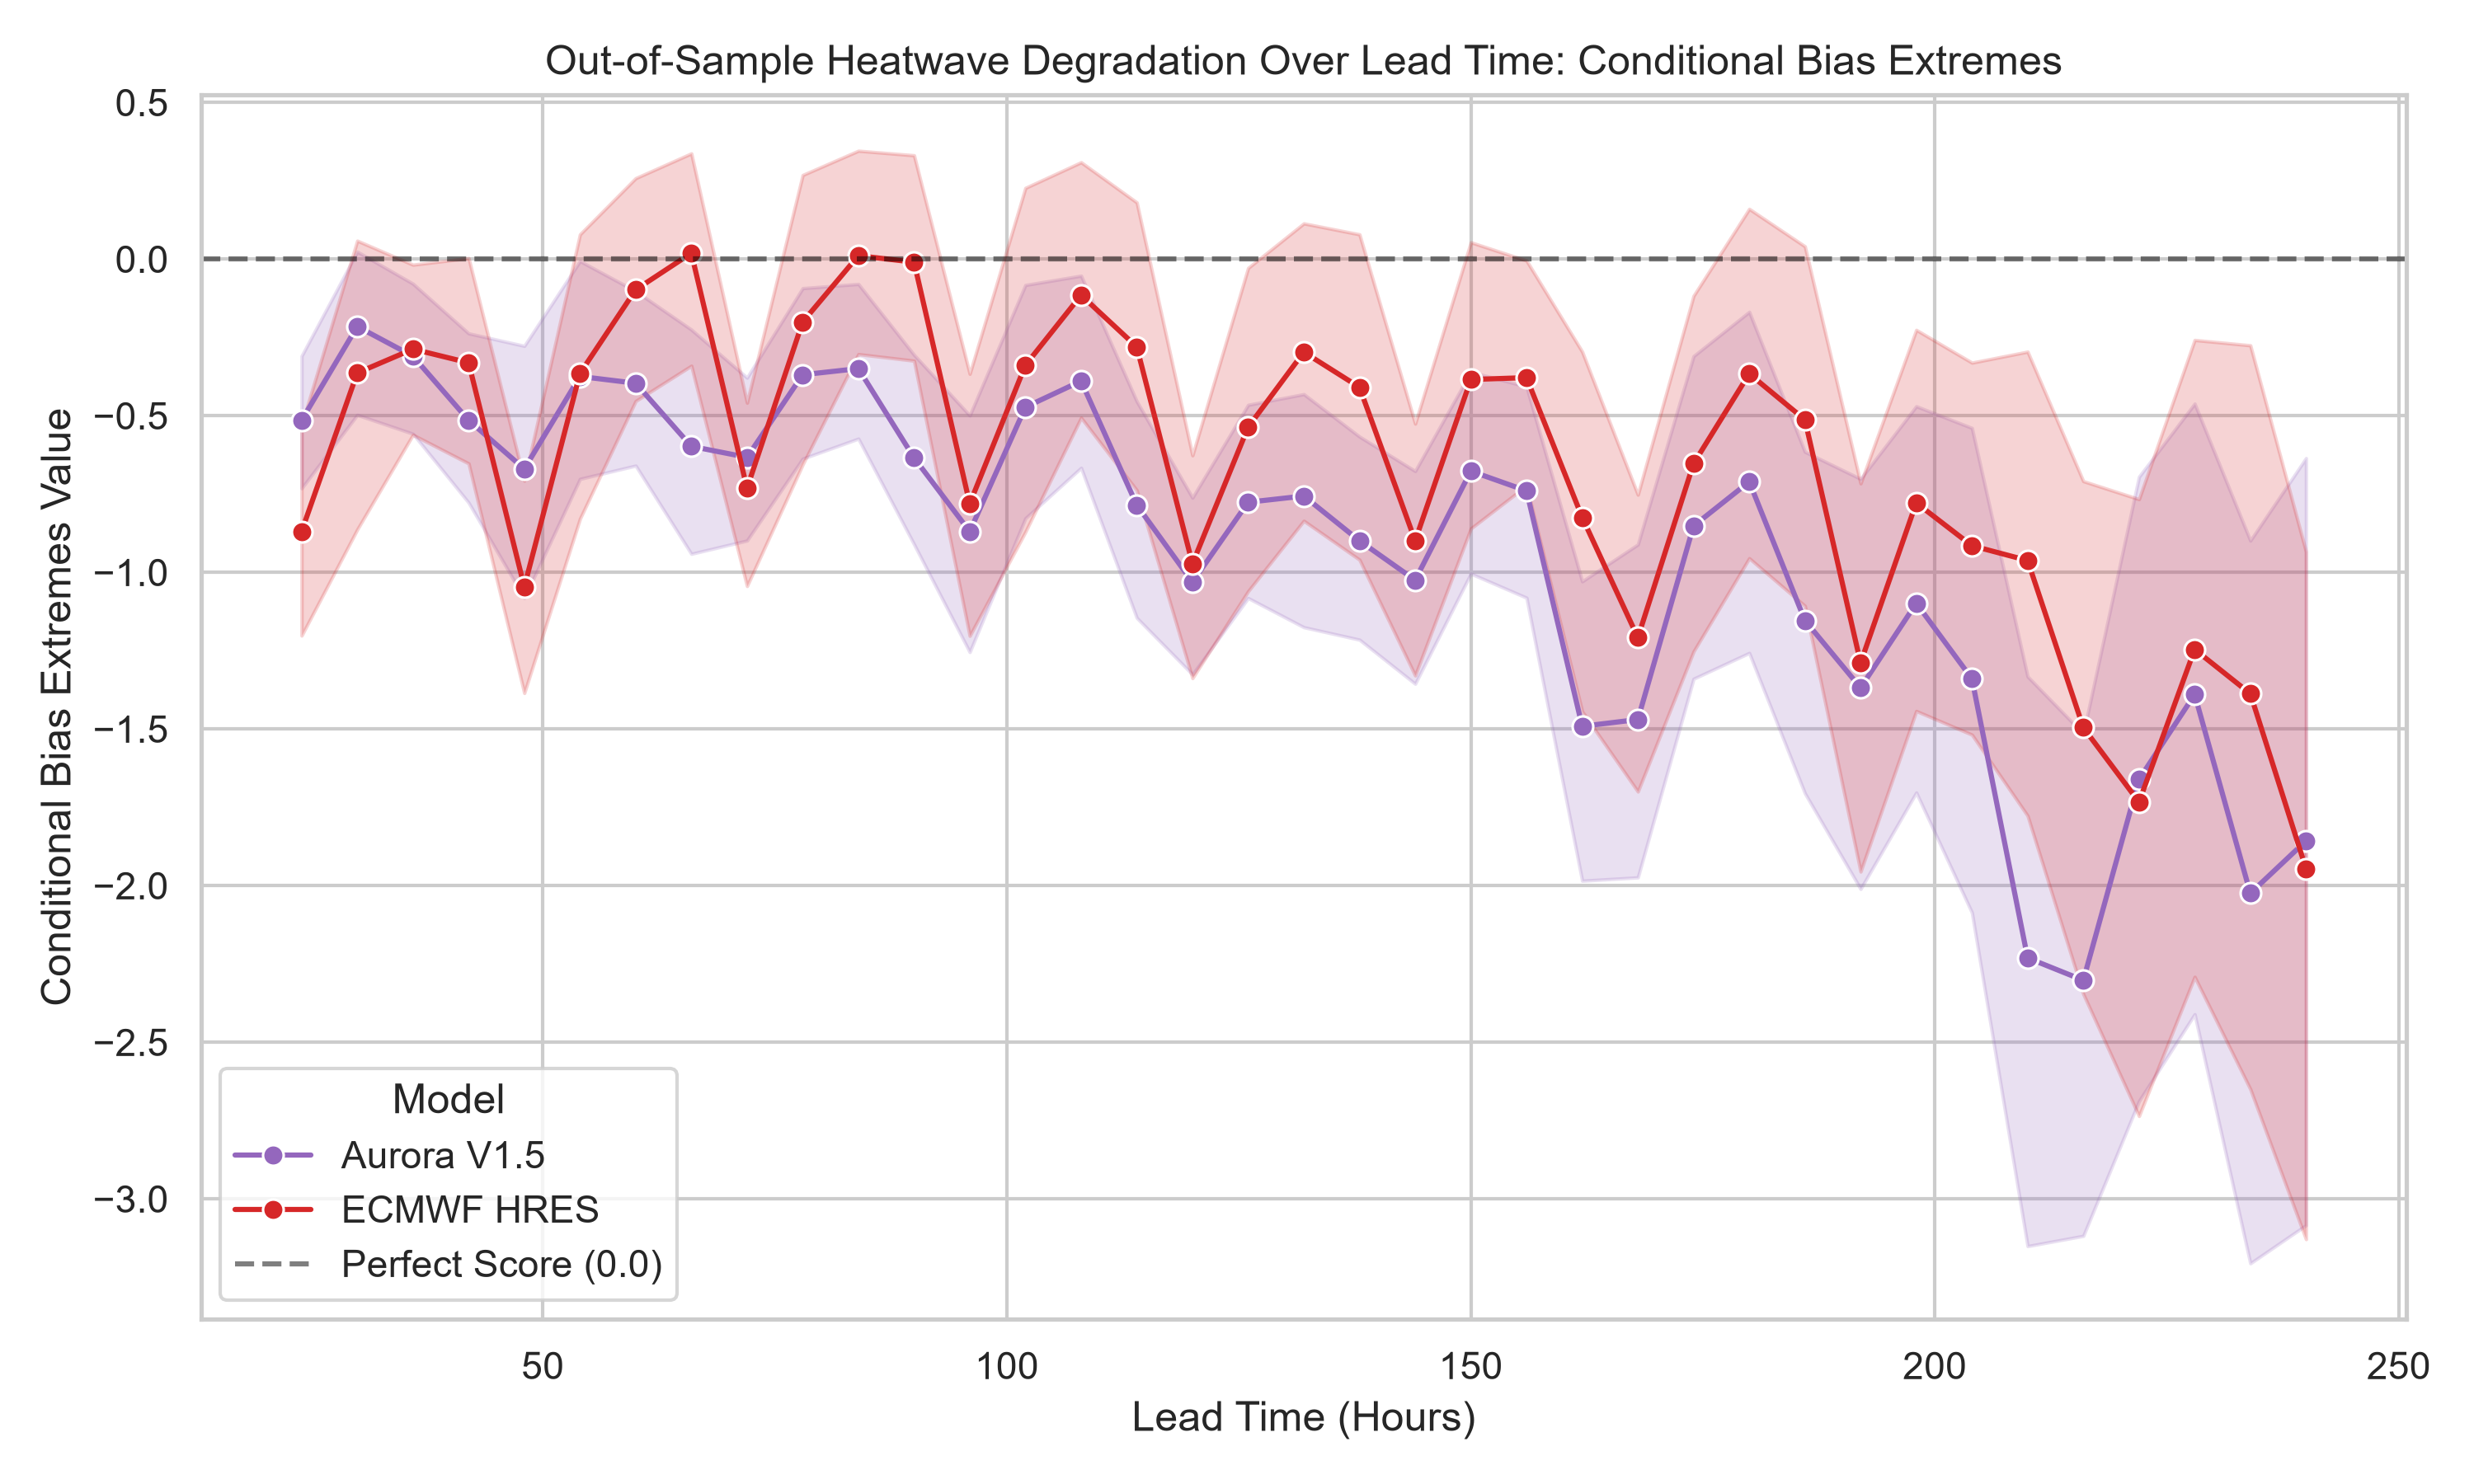 Out-of-Sample Heatwave Degradation Over Lead Time: Conditional Bias Extremes
Conditional Bias Extremes Value
0.5
0.0
−0.5
−1.0
−1.5
−2.0
−2.5
−3.0
Model
Aurora V1.5
ECMWF HRES
Perfect Score (0.0)
50
100
150
200
250
Lead Time (Hours)